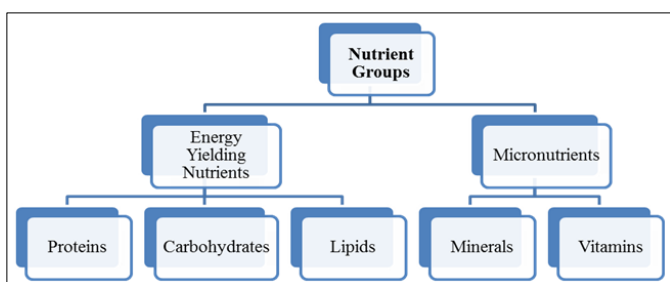 Nutrient
Groups
Energy
Yielding
Nutrients
Micronutrients
Proteins
Carbohydrates
Lipids
Minerals
Vitamins